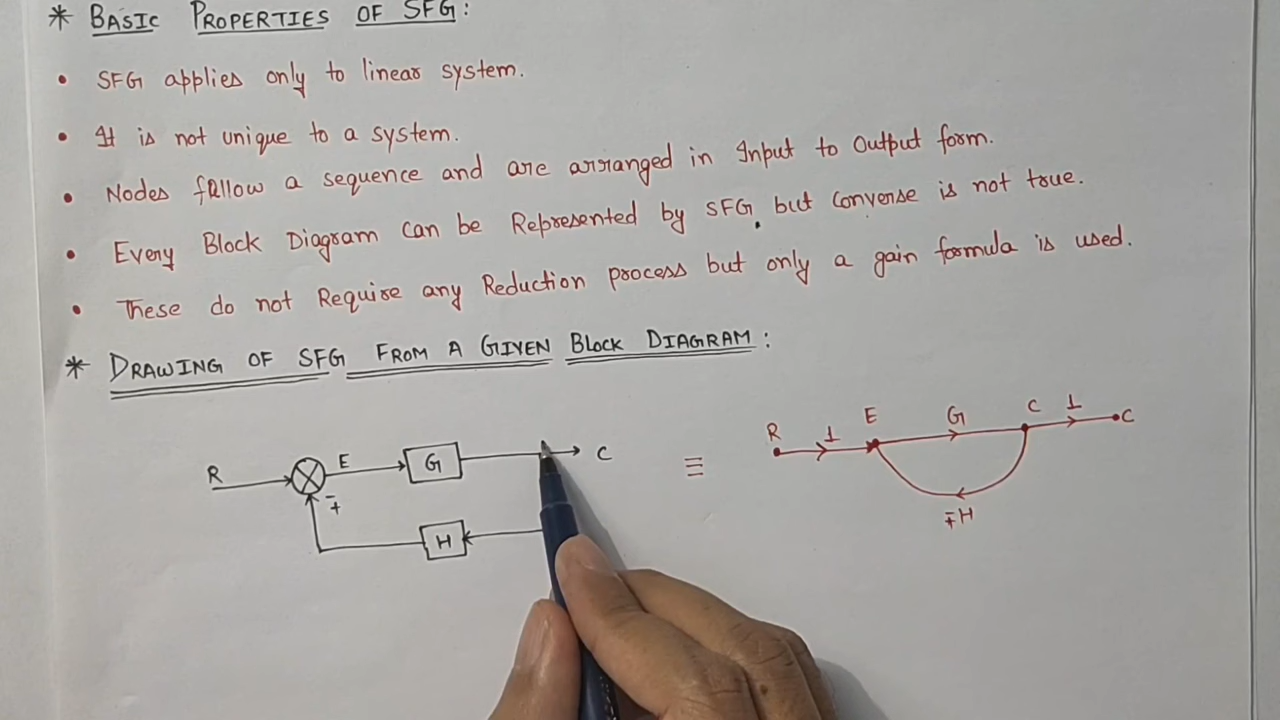 * BASIC PROPERTIES OF SFG:
• SFG applies only to linear system.
• It is not unique to a system.
• Nodes follow a sequence and are arranged in Input to Output form.
• Every Block Diagram can be Represented by SFG, but Converse is not true.
• These do not Require any Reduction process but only a gain formula is used.
* DRAWING OF SFG FROM A GIVEN BLOCK DIAGRAM:
R E G C
∓
H
≡
R 1 E G C 1 C
∓H